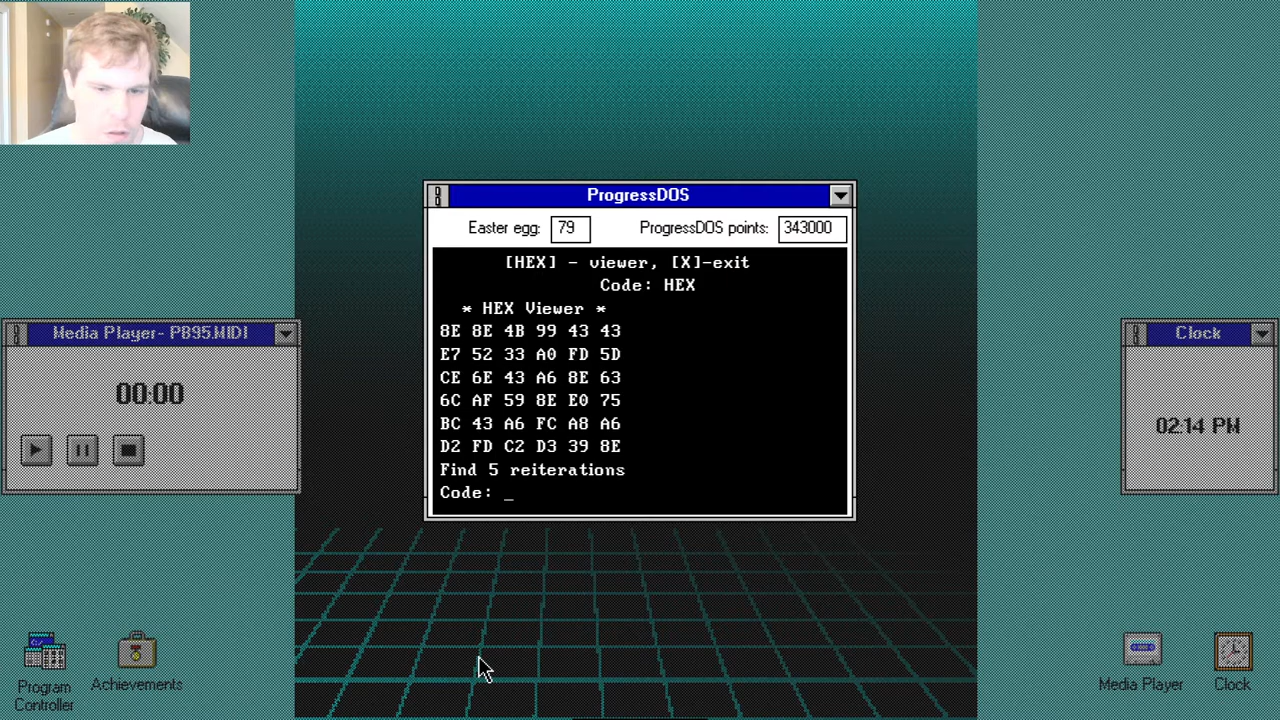 ProgressDOS
Easter egg: 79 ProgressDOS points: 343000
[HEX] - viewer, [X]-exit
Code: HEX
* HEX Viewer *
8E 8E 4B 99 43 43
E7 52 33 A0 FD 5D
CE 6E 43 A6 8E 63
6C AF 59 8E E0 75
BC 43 A6 FC A8 A6
D2 FD C2 D3 39 8E
Find 5 reiterations
Code: _
Media Player- PB95.MIDI
00:00
Clock
02:14 PM
Program
Controller
Achievements
Media Player
Clock